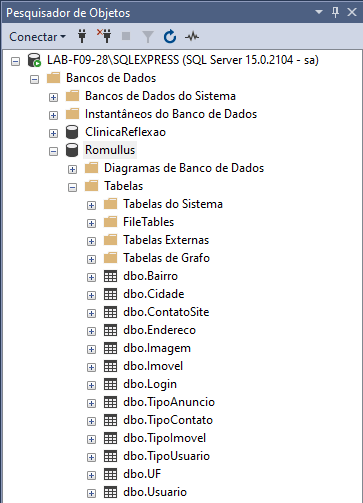 Pesquisador de Objetos
Conectar
LAB-F09-28\SQLEXPRESS (SQL Server 15.0.2104 - sa)
Bancos de Dados
Bancos de Dados do Sistema
Instantâneos do Banco de Dados
ClinicaReflexao
Romullus
Diagramas de Banco de Dados
Tabelas
Tabelas do Sistema
FileTables
Tabelas Externas
Tabelas de Grafo
dbo.Bairro
dbo.Cidade
dbo.ContatoSite
dbo.Endereco
dbo.Imagem
dbo.Imovel
dbo.Login
dbo.TipoAnuncio
dbo.TipoContato
dbo.TipoImovel
dbo.TipoUsuario
dbo.UF
dbo.Usuario